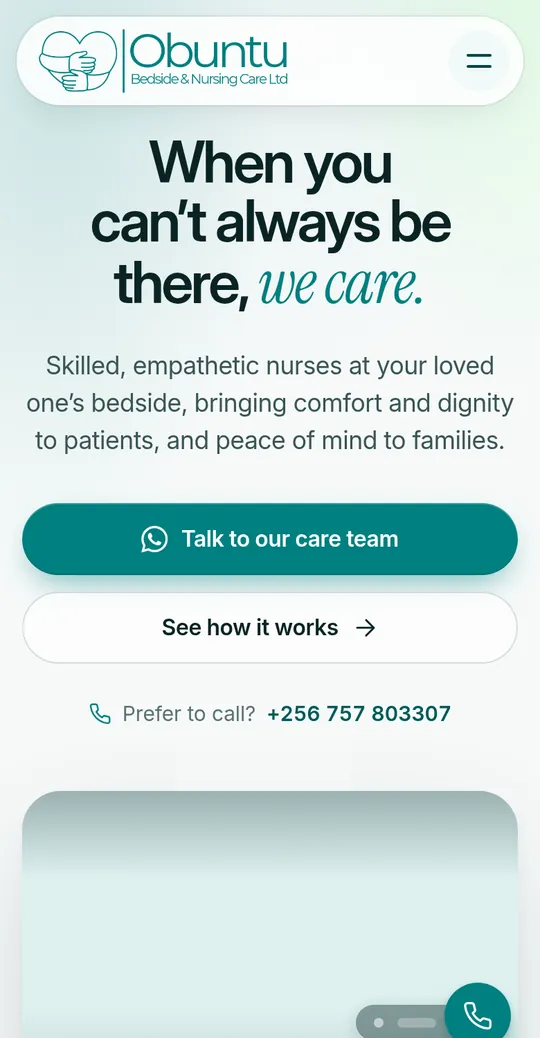 Obuntu
Bedside & Nursing Care Ltd
When you
can’t always be
there, we care.
Skilled, empathetic nurses at your loved
one’s bedside, bringing comfort and dignity
to patients, and peace of mind to families.
Talk to our care team
See how it works
Prefer to call? +256 757 803307